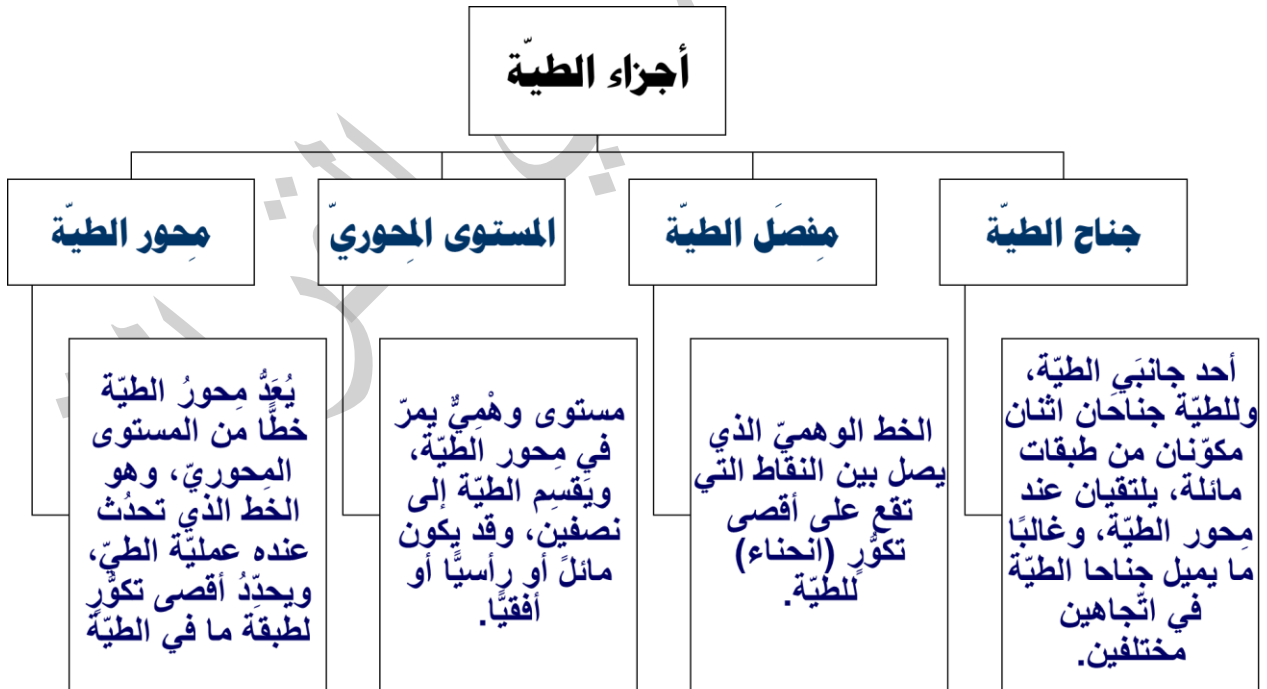 أجزاء الطيّة
جناح الطيّة
مِفصَل الطيّة
المستوى المِحوريّ
مِحور الطيّة
أحد جانبَي الطيّة،
وللطيّة جناحان اثنان
مكوّنان من طبقات
مائلة، يلتقيان عند
مِحور الطيّة، وغالبًا
ما يميل جناحا الطيّة
في اتّجاهين
مختلفين.
الخط الوهميّ الذي
يصل بين النقاط التي
تقع على أقصى
تكوُّرٍ (انحناء)
للطيّة.
مستوى وهْمِيٌّ يمرّ
في مِحور الطيّة،
ويَقسِم الطيّة إلى
نصفين، وقد يكون
مائلً أو رأسيًّا أو
أفقيًّا.
يُعَدُّ مِحورُ الطيّة
خطًّا من المستوى
المِحوريّ، وهو
الخط الذي تحدُث
عنده عمليّة الطيّ،
ويحدِّدُ أقصى تكوُّرٍ
لطبقة ما في الطيّة